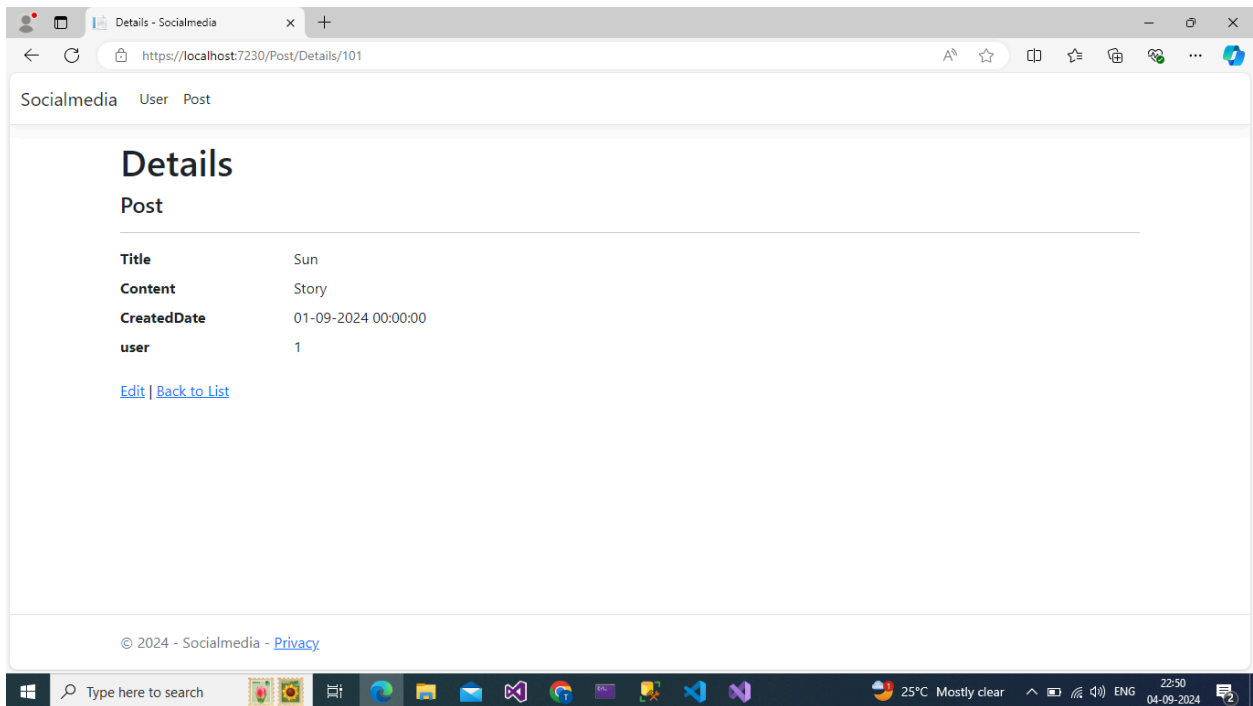 Details - Socialmedia
https://localhost:7230/Post/Details/101
Socialmedia User Post
Details
Post
Title Sun
Content Story
CreatedDate 01-09-2024 00:00:00
user 1
Edit | Back to List
© 2024 - Socialmedia - Privacy
Type here to search 25°C Mostly clear ENG 22:50
04-09-2024 2